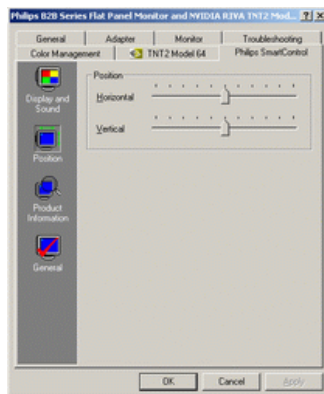 Philips B2B Series Flat Panel Monitor and NVIDIA RIVA TNT2 Mod...
General Adapter Monitor Troubleshooting
Color Management TNT2 Model 64 Philips SmartControl
Display and
Sound
Position
Product
Information
General
Position
Horizontal
Vertical
OK Cancel Apply